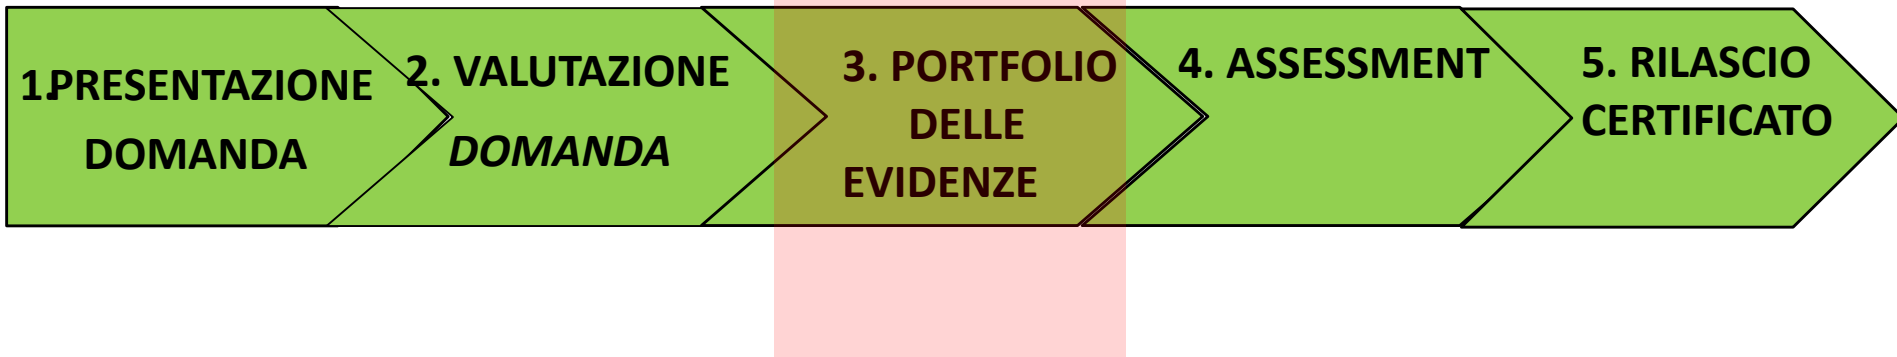 1.PRESENTAZIONE
DOMANDA
2. VALUTAZIONE
DOMANDA
3. PORTFOLIO
DELLE
EVIDENZE
4. ASSESSMENT
5. RILASCIO
CERTIFICATO